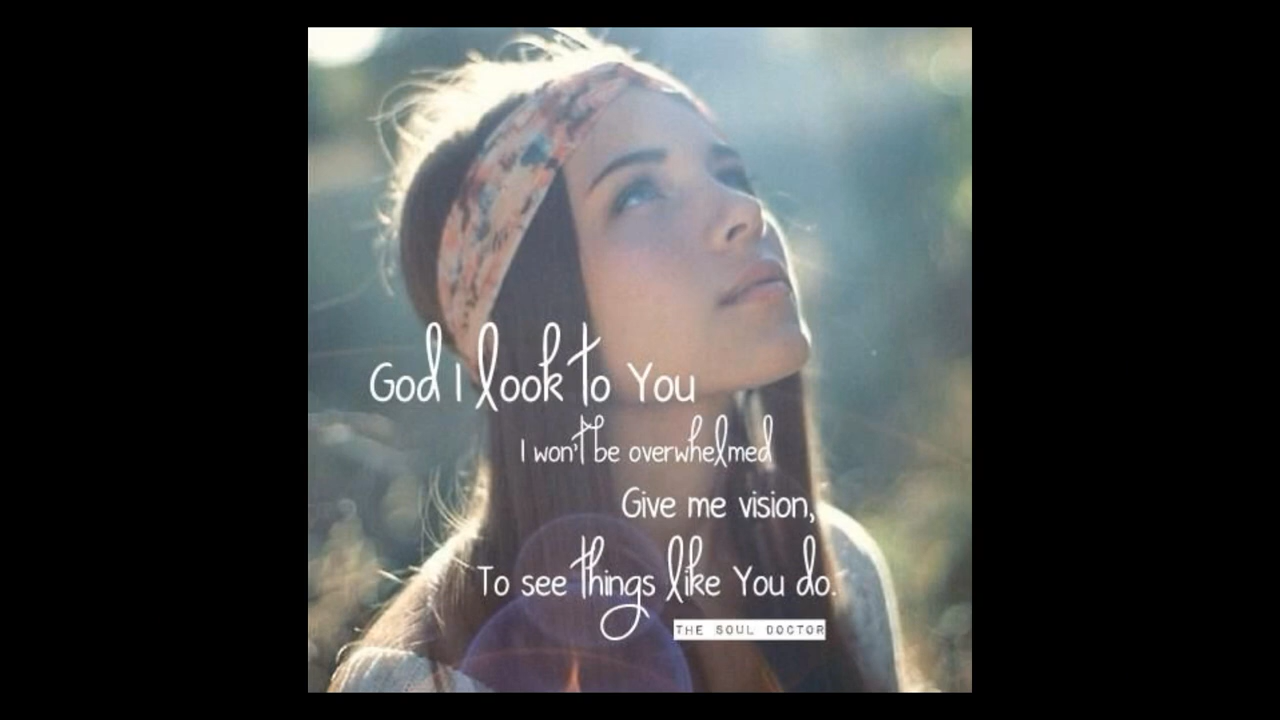 God I look to You
I won't be overwhelmed
Give me vision,
To see things like You do.
THE SOUL DOCTOR